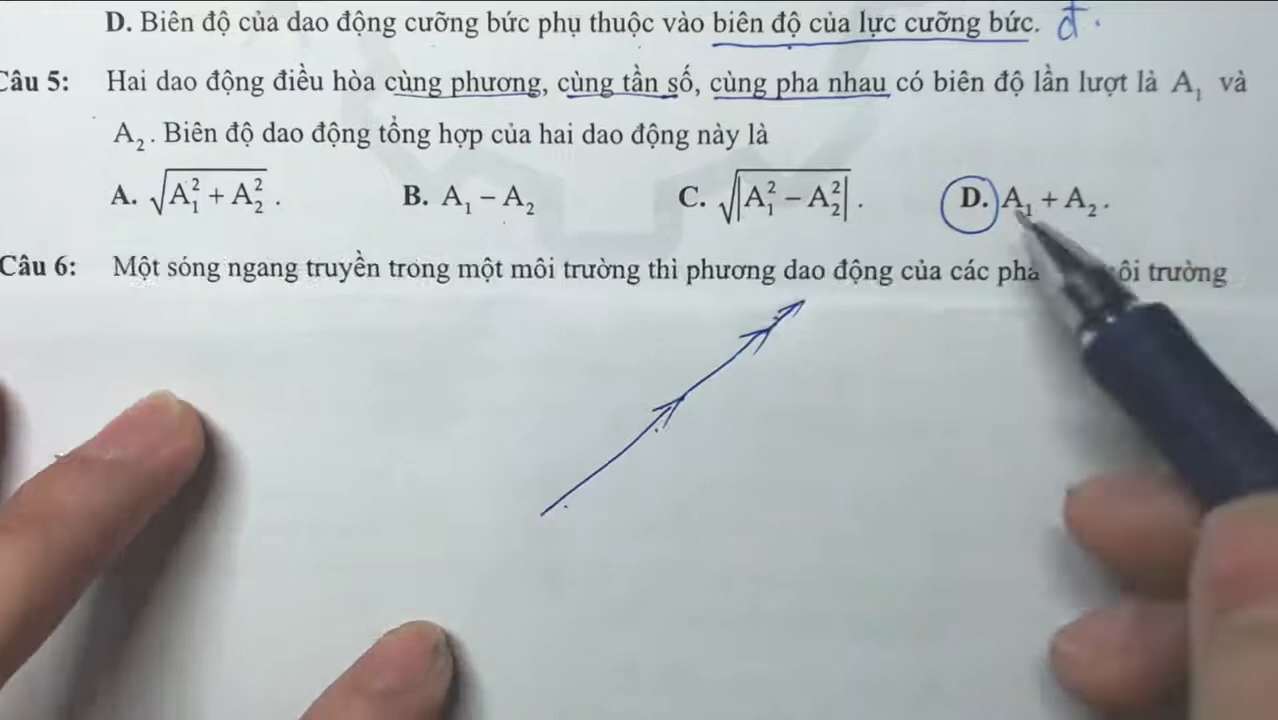 D. Biên độ của dao động cưỡng bức phụ thuộc vào biên độ của lực cưỡng bức. đ.
Câu 5: Hai dao động điều hòa cùng phương, cùng tần số, cùng pha nhau có biên độ lần lượt là A₁ và
A₂. Biên độ dao động tổng hợp của hai dao động này là
A. √(A₁² + A₂²). B. A₁ − A₂ C. √|A₁² − A₂²|. D. A₁ + A₂.
Câu 6: Một sóng ngang truyền trong một môi trường thì phương dao động của các trường